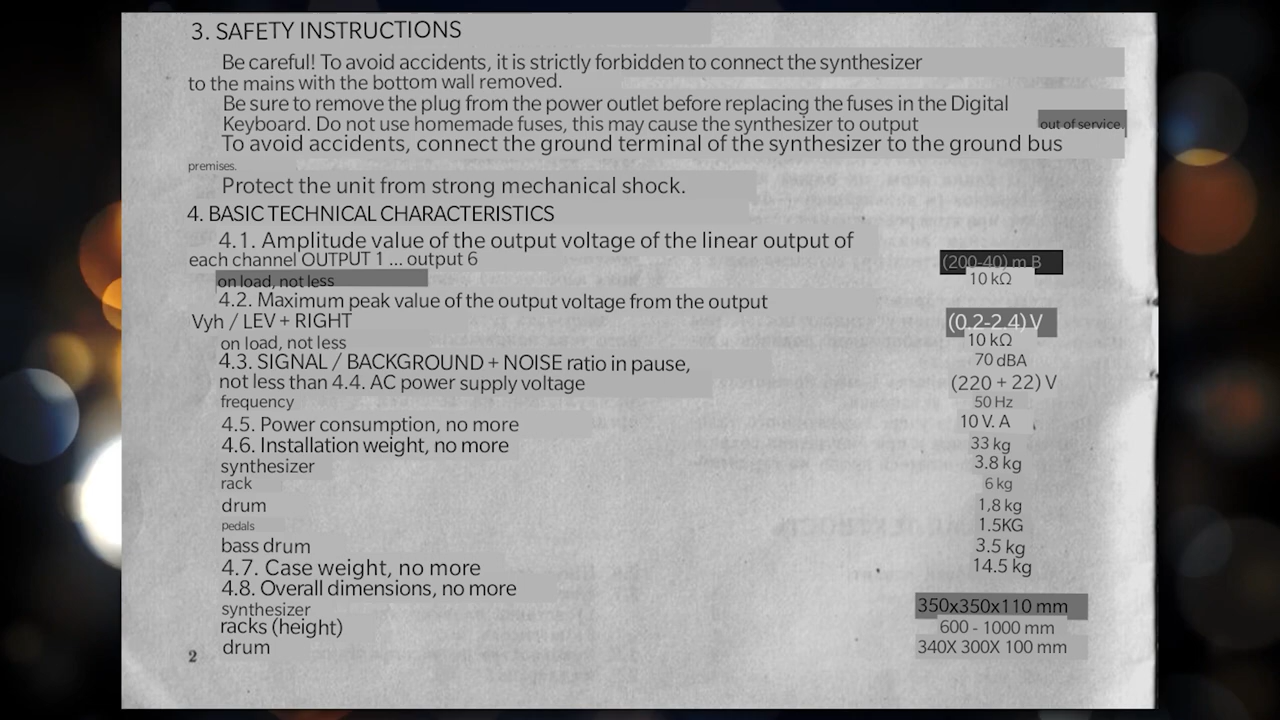 3. SAFETY INSTRUCTIONS
Be careful! To avoid accidents, it is strictly forbidden to connect the synthesizer
to the mains with the bottom wall removed.
Be sure to remove the plug from the power outlet before replacing the fuses in the Digital
Keyboard. Do not use homemade fuses, this may cause the synthesizer to output out of service.
To avoid accidents, connect the ground terminal of the synthesizer to the ground bus
premises.
Protect the unit from strong mechanical shock.
4. BASIC TECHNICAL CHARACTERISTICS
4.1. Amplitude value of the output voltage of the linear output of
each channel OUTPUT 1 ... output 6 (200-40) m B
on load, not less 10 kΩ
4.2. Maximum peak value of the output voltage from the output
Vyh / LEV + RIGHT (0.2-2.4) V
on load, not less 10 kΩ
4.3. SIGNAL / BACKGROUND + NOISE ratio in pause, 70 dBA
not less than 4.4. AC power supply voltage (220 + 22) V
frequency 50 Hz
4.5. Power consumption, no more 10 V. A
4.6. Installation weight, no more 33 kg
synthesizer 3.8 kg
rack 6 kg
drum 1,8 kg
pedals 1.5KG
bass drum 3.5 kg
4.7. Case weight, no more 14.5 kg
4.8. Overall dimensions, no more
synthesizer 350x350x110 mm
racks (height) 600 - 1000 mm
drum 340X 300X 100 mm
2